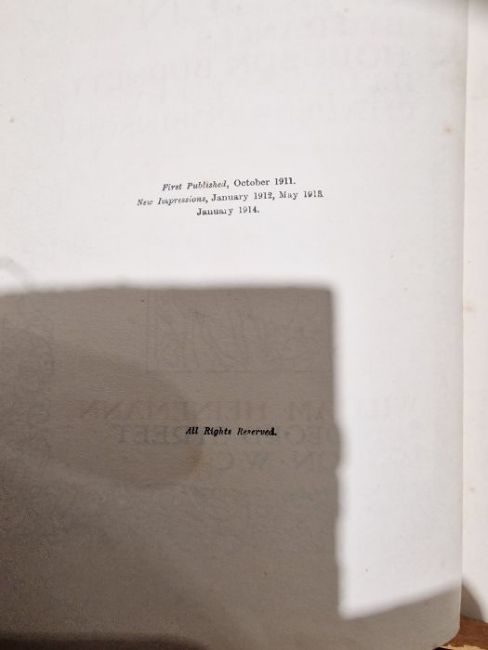 First Published, October 1911.
New Impressions, January 1912, May 1913.
January 1914.
All Rights Reserved.